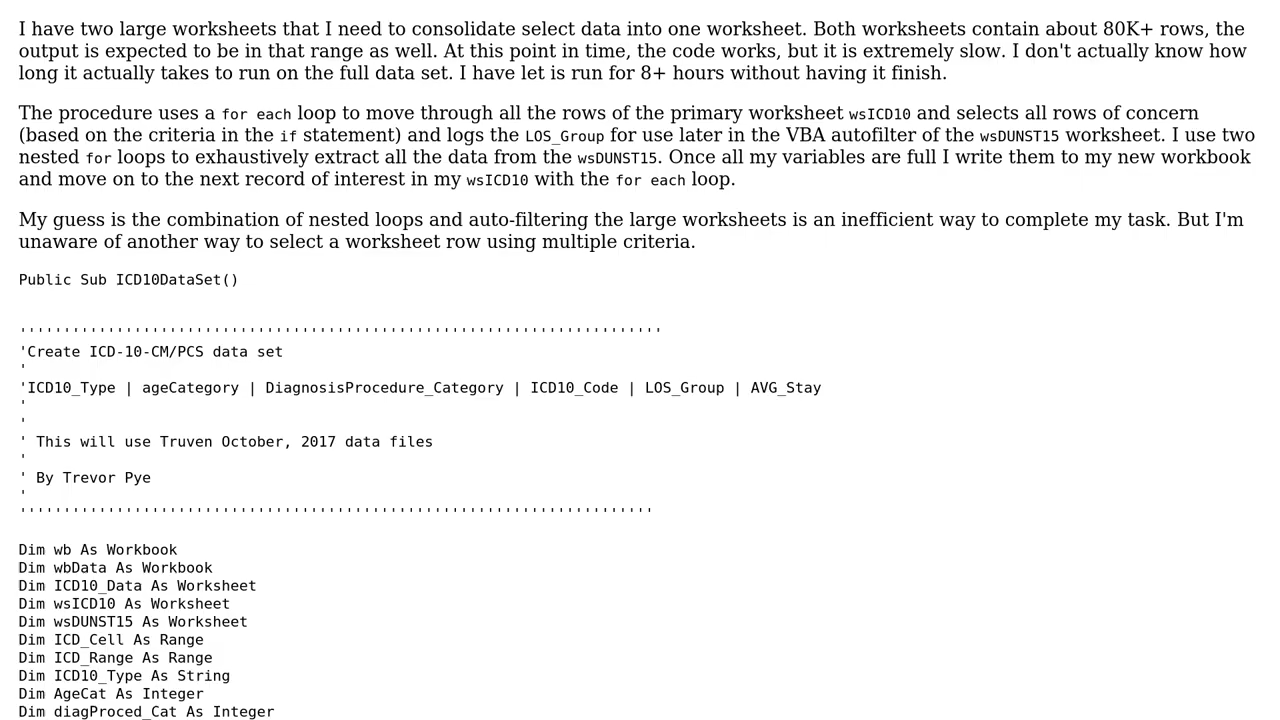 I have two large worksheets that I need to consolidate select data into one worksheet. Both worksheets contain about 80K+ rows, the
output is expected to be in that range as well. At this point in time, the code works, but it is extremely slow. I don't actually know how
long it actually takes to run on the full data set. I have let is run for 8+ hours without having it finish.
The procedure uses a for each loop to move through all the rows of the primary worksheet wsICD10 and selects all rows of concern
(based on the criteria in the if statement) and logs the LOS_Group for use later in the VBA autofilter of the wsDUNST15 worksheet. I use two
nested for loops to exhaustively extract all the data from the wsDUNST15. Once all my variables are full I write them to my new workbook
and move on to the next record of interest in my wsICD10 with the for each loop.
My guess is the combination of nested loops and auto-filtering the large worksheets is an inefficient way to complete my task. But I'm
unaware of another way to select a worksheet row using multiple criteria.
Public Sub ICD10DataSet()
'''''''''''''''''''''''''''''''''''''''''''''''''''''''''''''''''''''''''
'Create ICD-10-CM/PCS data set
'
'ICD10_Type | ageCategory | DiagnosisProcedure_Category | ICD10_Code | LOS_Group | AVG_Stay
'
'
' This will use Truven October, 2017 data files
'
' By Trevor Pye
'
''''''''''''''''''''''''''''''''''''''''''''''''''''''''''''''''''''''''
Dim wb As Workbook
Dim wbData As Workbook
Dim ICD10_Data As Worksheet
Dim wsICD10 As Worksheet
Dim wsDUNST15 As Worksheet
Dim ICD_Cell As Range
Dim ICD_Range As Range
Dim ICD10_Type As String
Dim AgeCat As Integer
Dim diagProced_Cat As Integer